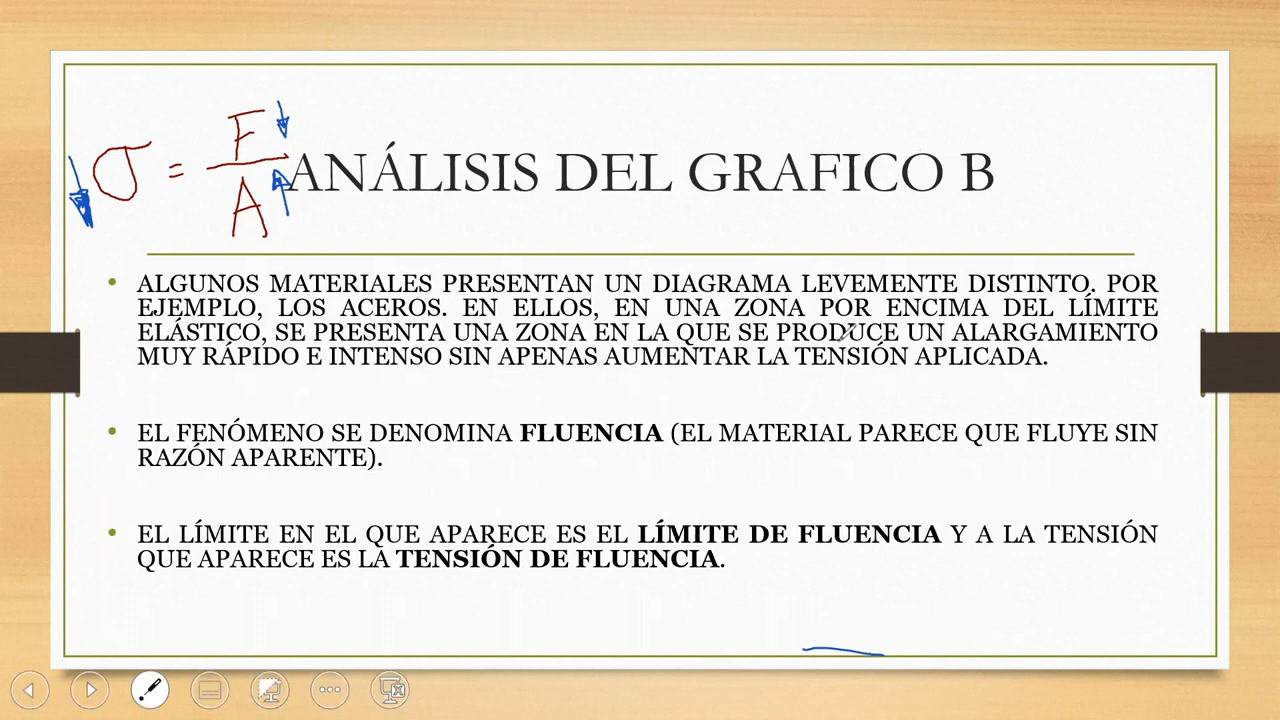 σ = F
A
ANÁLISIS DEL GRAFICO B
• ALGUNOS MATERIALES PRESENTAN UN DIAGRAMA LEVEMENTE DISTINTO. POR
EJEMPLO, LOS ACEROS. EN ELLOS, EN UNA ZONA POR ENCIMA DEL LÍMITE
ELÁSTICO, SE PRESENTA UNA ZONA EN LA QUE SE PRODUCE UN ALARGAMIENTO
MUY RÁPIDO E INTENSO SIN APENAS AUMENTAR LA TENSIÓN APLICADA.
• EL FENÓMENO SE DENOMINA FLUENCIA (EL MATERIAL PARECE QUE FLUYE SIN
RAZÓN APARENTE).
• EL LÍMITE EN EL QUE APARECE ES EL LÍMITE DE FLUENCIA Y A LA TENSIÓN
QUE APARECE ES LA TENSIÓN DE FLUENCIA.